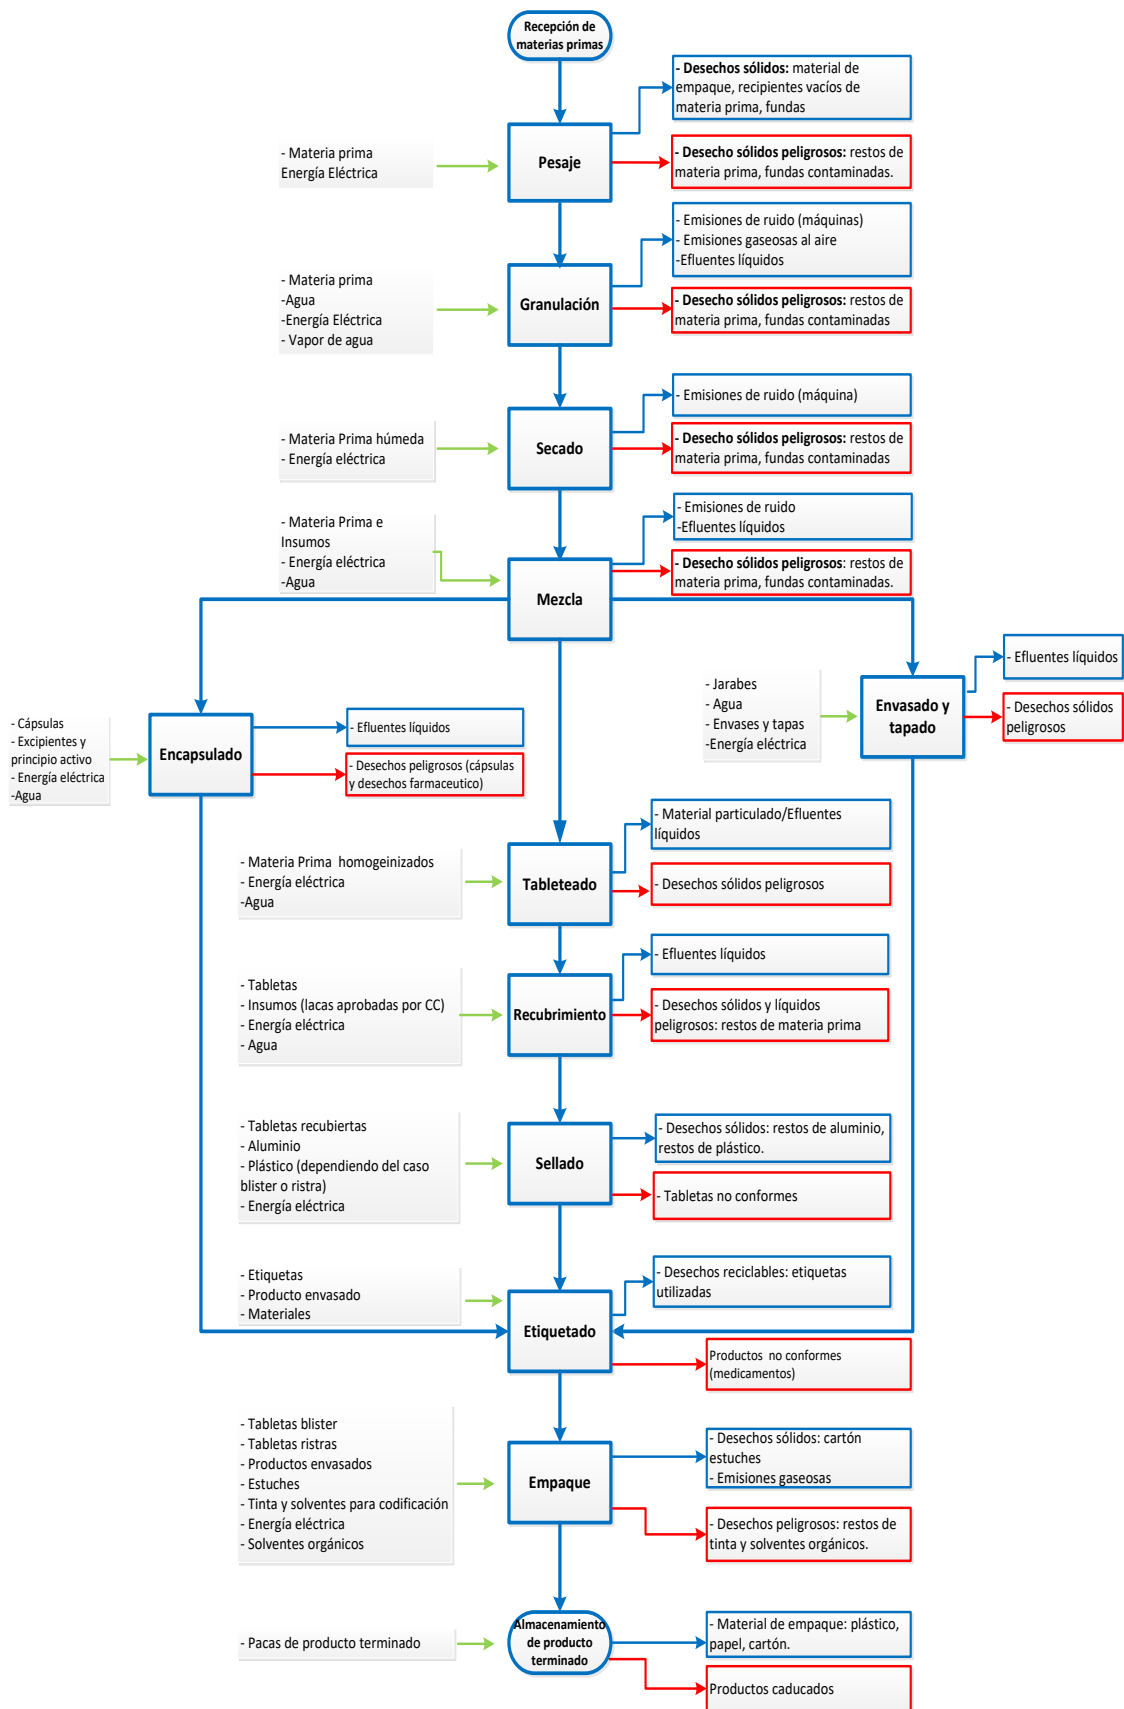 Recepción de
materias primas
- Desechos sólidos: material de
empaque, recipientes vacíos de
materia prima, fundas
- Materia prima
Energía Eléctrica
Pesaje
- Desecho sólidos peligrosos: restos de
materia prima, fundas contaminadas.
- Emisiones de ruido (máquinas)
- Emisiones gaseosas al aire
-Efluentes líquidos
- Materia prima
-Agua
-Energía Eléctrica
- Vapor de agua
Granulación
- Desecho sólidos peligrosos: restos de
materia prima, fundas contaminadas
- Emisiones de ruido (máquina)
- Materia Prima húmeda
- Energía eléctrica
Secado
- Desecho sólidos peligrosos: restos de
materia prima, fundas contaminadas
- Emisiones de ruido
-Efluentes líquidos
- Materia Prima e
Insumos
- Energía eléctrica
-Agua
Mezcla
- Desecho sólidos peligrosos: restos de
materia prima, fundas contaminadas.
- Cápsulas
- Excipientes y
principio activo
- Energía eléctrica
-Agua
Encapsulado
- Efluentes líquidos
- Desechos peligrosos (cápsulas
y desechos farmaceutico)
- Jarabes
- Agua
- Envases y tapas
-Energía eléctrica
Envasado y
tapado
- Efluentes líquidos
- Desechos sólidos
peligrosos
- Material particulado/Efluentes
líquidos
- Materia Prima homogeinizados
- Energía eléctrica
-Agua
Tableteado
- Desechos sólidos peligrosos
- Efluentes líquidos
- Tabletas
- Insumos (lacas aprobadas por CC)
- Energía eléctrica
- Agua
Recubrimiento
- Desechos sólidos y líquidos
peligrosos: restos de materia prima
- Tabletas recubiertas
- Aluminio
- Plástico (dependiendo del caso
blister o ristra)
- Energía eléctrica
Sellado
- Desechos sólidos: restos de aluminio,
restos de plástico.
- Tabletas no conformes
- Etiquetas
- Producto envasado
- Materiales
Etiquetado
- Desechos reciclables: etiquetas
utilizadas
Productos no conformes
(medicamentos)
- Tabletas blister
- Tabletas ristras
- Productos envasados
- Estuches
- Tinta y solventes para codificación
- Energía eléctrica
- Solventes orgánicos
Empaque
- Desechos sólidos: cartón
estuches
- Emisiones gaseosas
- Desechos peligrosos: restos de
tinta y solventes orgánicos.
- Pacas de producto terminado
Almacenamiento
de producto
terminado
- Material de empaque: plástico,
papel, cartón.
Productos caducados